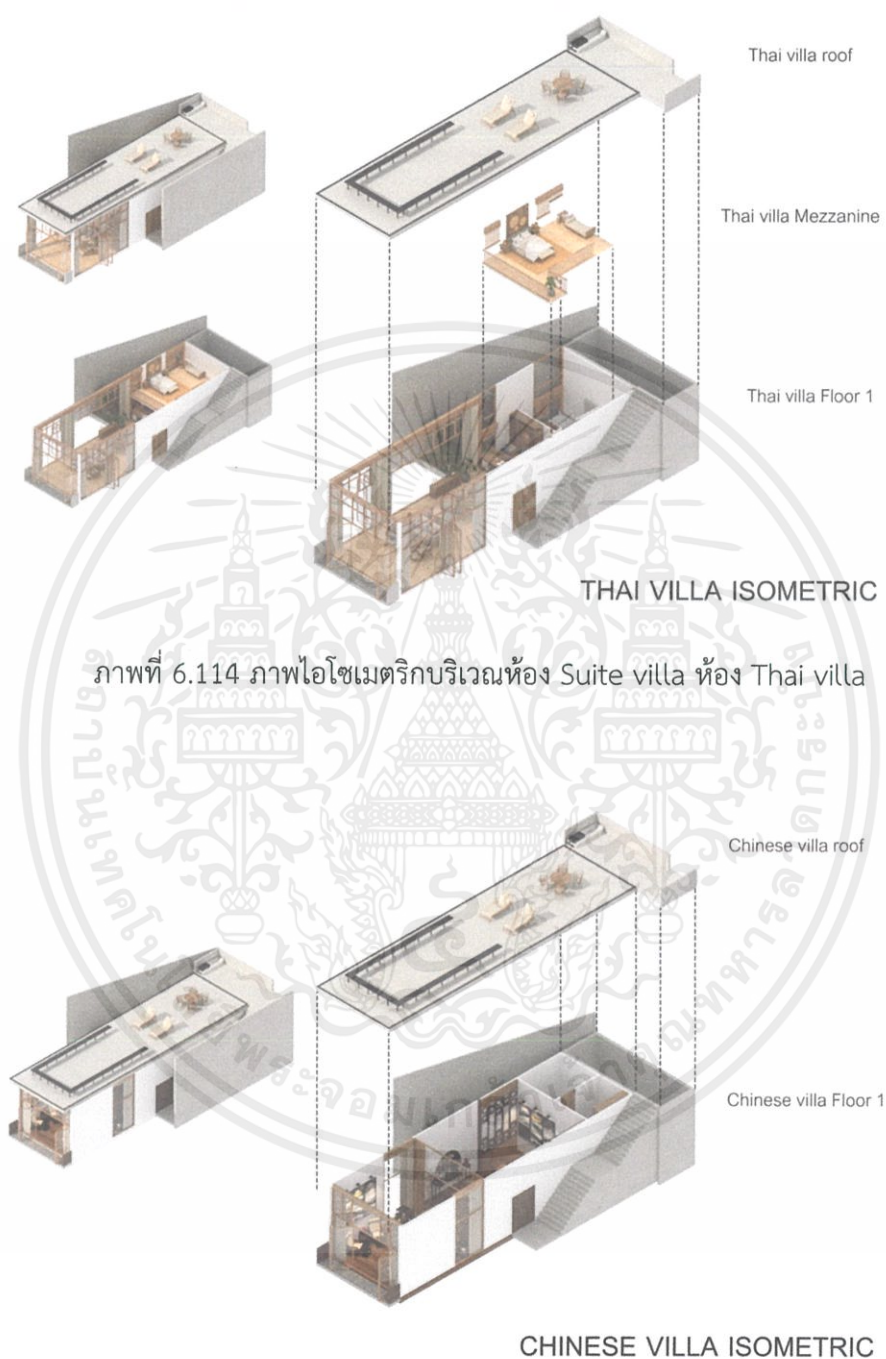 Thai villa roof
Thai villa Mezzanine
Thai villa Floor 1
THAI VILLA ISOMETRIC
ภาพที่ 6.114 ภาพไอโซเมตริกบริเวณห้อง Suite villa ห้อง Thai villa
Chinese villa roof
Chinese villa Floor 1
CHINESE VILLA ISOMETRIC